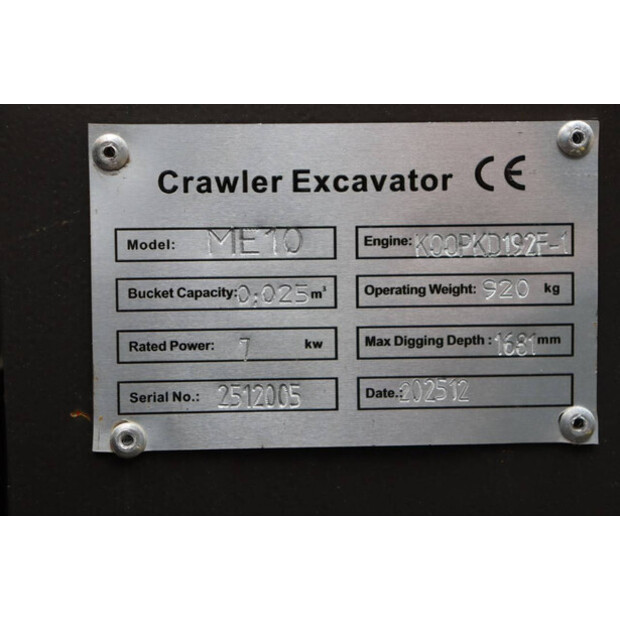 Crawler Excavator CE
Model: ME10
Engine: KOOPKD192F-1
Bucket Capacity: 0.025 m³
Operating Weight: 920 kg
Rated Power: 7 kw
Max Digging Depth : 1681 mm
Serial No.: 2512005
Date.: 202512